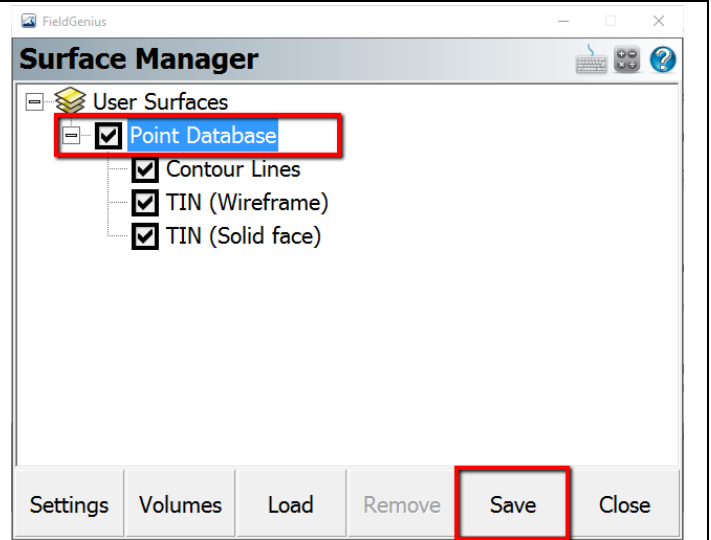 FieldGenius
Surface Manager
User Surfaces
Point Database
Contour Lines
TIN (Wireframe)
TIN (Solid face)
Settings Volumes Load Remove Save Close